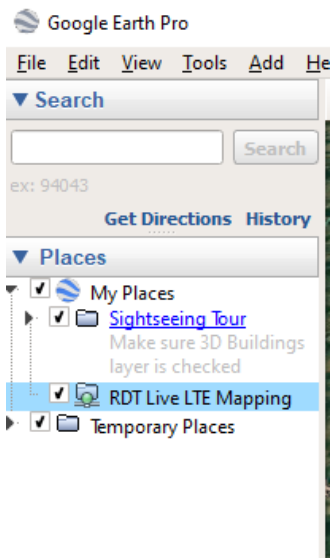 Google Earth Pro
File Edit View Tools Add He
Search
Search
ex: 94043
Get Directions History
Places
My Places
Sightseeing Tour
Make sure 3D Buildings
layer is checked
RDT Live LTE Mapping
Temporary Places